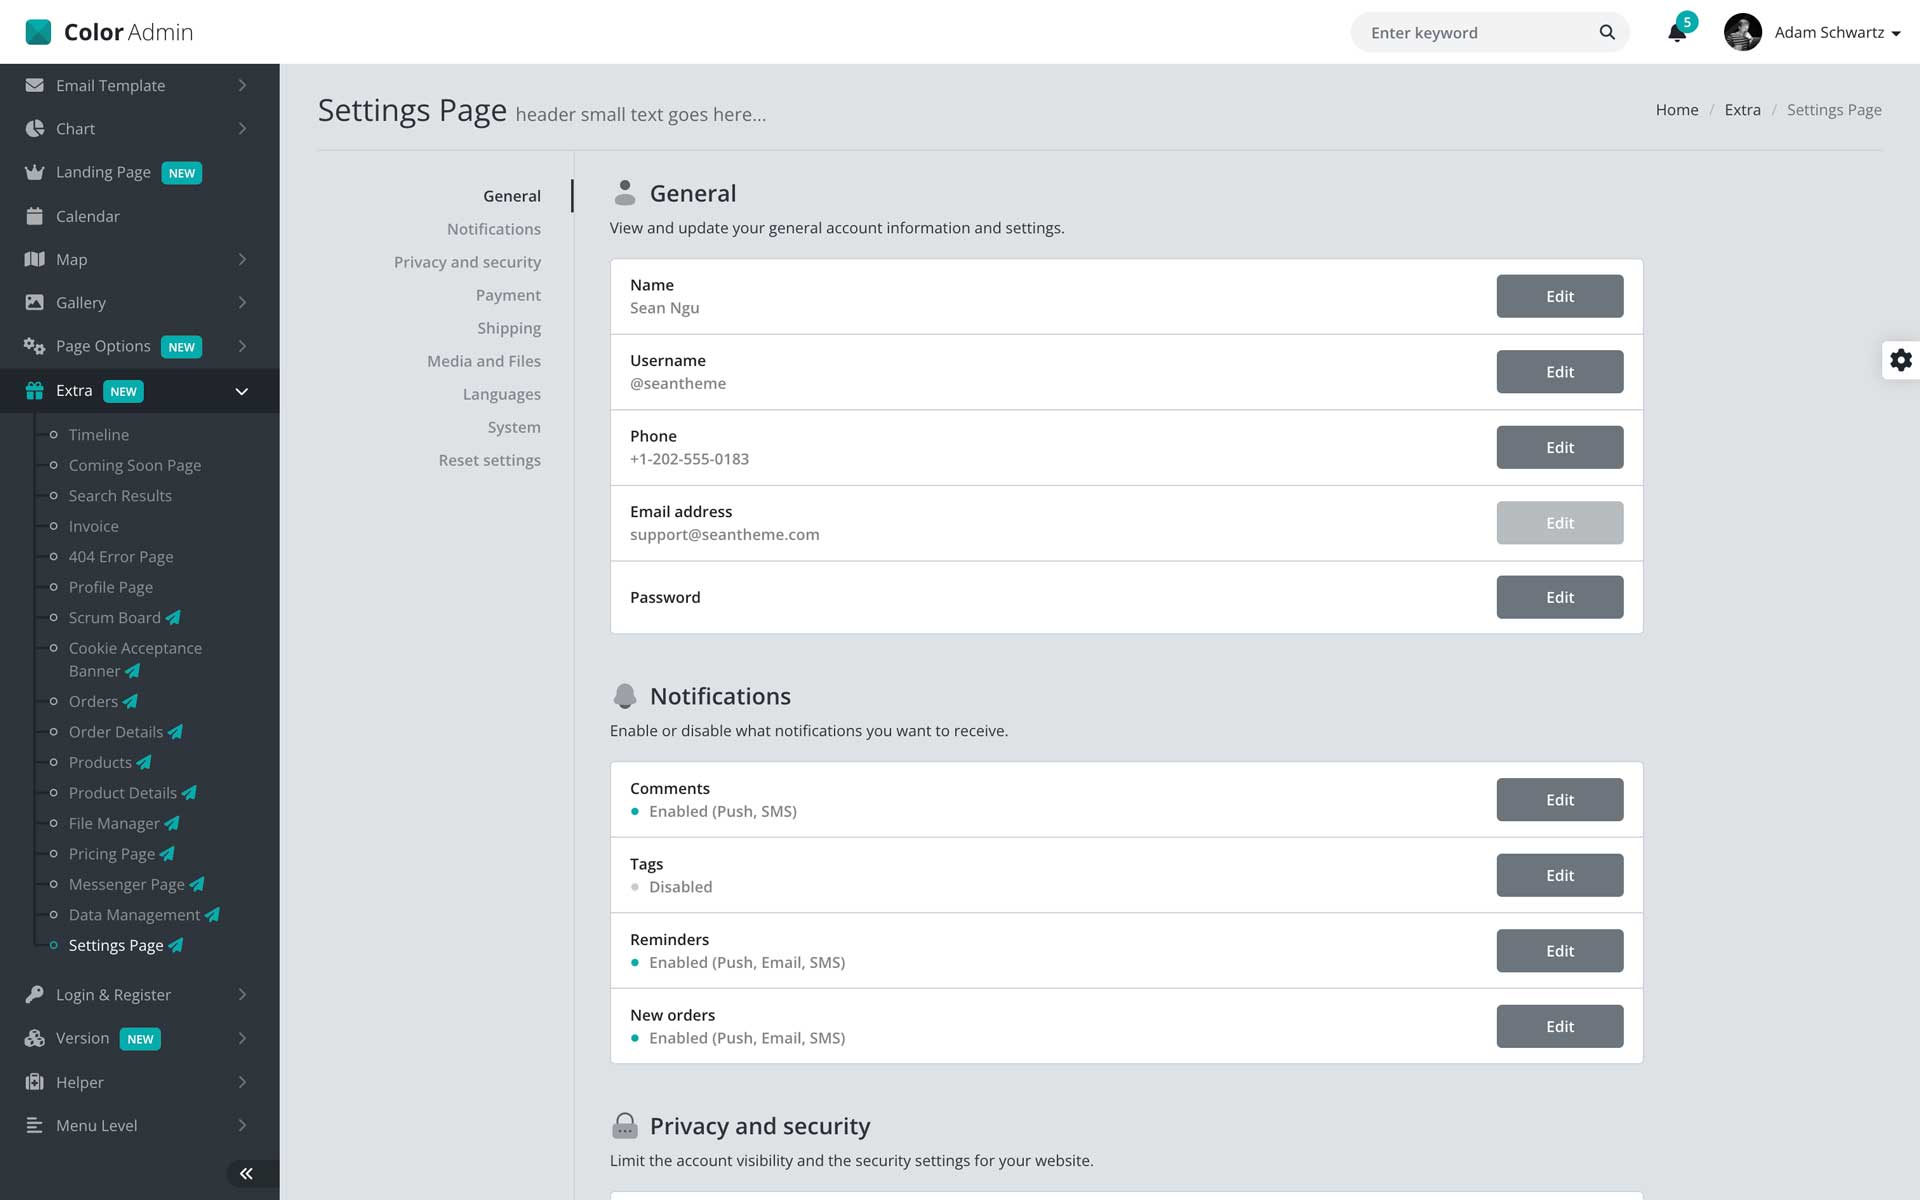 Color Admin
Enter keyword
5
Adam Schwartz
Email Template
Chart
Landing Page NEW
Calendar
Map
Gallery
Page Options NEW
Extra NEW
Timeline
Coming Soon Page
Search Results
Invoice
404 Error Page
Profile Page
Scrum Board
Cookie Acceptance
Banner
Orders
Order Details
Products
Product Details
File Manager
Pricing Page
Messenger Page
Data Management
Settings Page
Login & Register
Version NEW
Helper
Menu Level
Settings Page header small text goes here...
Home / Extra / Settings Page
General
Notifications
Privacy and security
Payment
Shipping
Media and Files
Languages
System
Reset settings
General
View and update your general account information and settings.
Name
Sean Ngu
Edit
Username
@seantheme
Edit
Phone
+1-202-555-0183
Edit
Email address
support@seantheme.com
Edit
Password
Edit
Notifications
Enable or disable what notifications you want to receive.
Comments
Enabled (Push, SMS)
Edit
Tags
Disabled
Edit
Reminders
Enabled (Push, Email, SMS)
Edit
New orders
Enabled (Push, Email, SMS)
Edit
Privacy and security
Limit the account visibility and the security settings for your website.